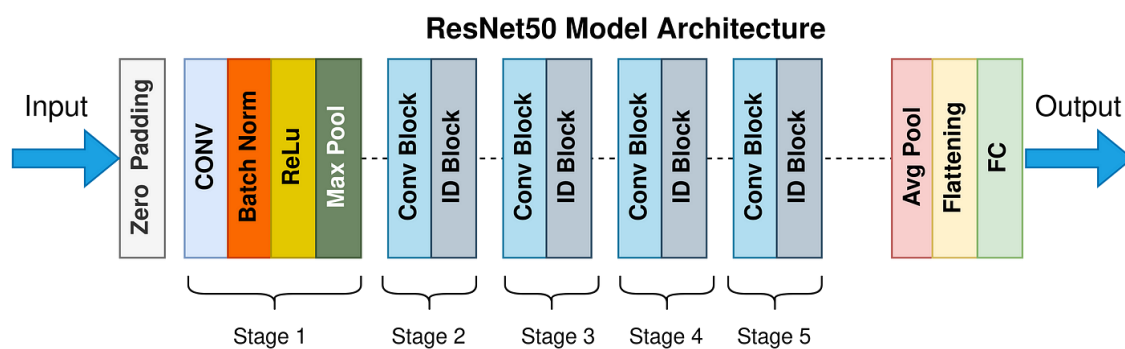 ResNet50 Model Architecture
Input
Zero Padding
CONV
Batch Norm
ReLu
Max Pool
Conv Block
ID Block
Conv Block
ID Block
Conv Block
ID Block
Conv Block
ID Block
Avg Pool
Flattening
FC
Output
Stage 1
Stage 2
Stage 3
Stage 4
Stage 5